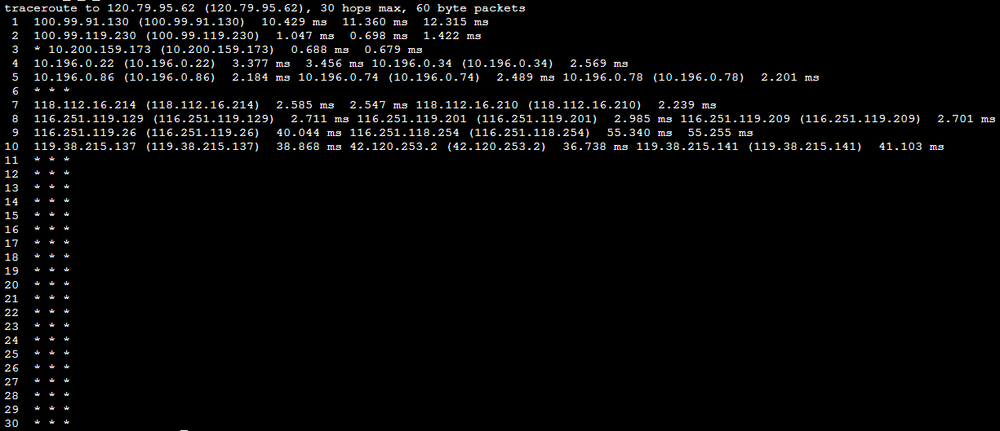 traceroute to 120.79.95.62 (120.79.95.62), 30 hops max, 60 byte packets
 1  100.99.91.130 (100.99.91.130)  10.429 ms  11.360 ms  12.315 ms
 2  100.99.119.230 (100.99.119.230)  1.047 ms  0.698 ms  1.422 ms
 3  * 10.200.159.173 (10.200.159.173)  0.688 ms  0.679 ms
 4  10.196.0.22 (10.196.0.22)  3.377 ms  3.456 ms 10.196.0.34 (10.196.0.34)  2.569 ms
 5  10.196.0.86 (10.196.0.86)  2.184 ms 10.196.0.74 (10.196.0.74)  2.489 ms 10.196.0.78 (10.196.0.78)  2.201 ms
 6  * * *
 7  118.112.16.214 (118.112.16.214)  2.585 ms  2.547 ms 118.112.16.210 (118.112.16.210)  2.239 ms
 8  116.251.119.129 (116.251.119.129)  2.711 ms 116.251.119.201 (116.251.119.201)  2.985 ms 116.251.119.209 (116.251.119.209)  2.701 ms
 9  116.251.119.26 (116.251.119.26)  40.044 ms 116.251.118.254 (116.251.118.254)  55.340 ms  55.255 ms
10  119.38.215.137 (119.38.215.137)  38.868 ms 42.120.253.2 (42.120.253.2)  36.738 ms 119.38.215.141 (119.38.215.141)  41.103 ms
11  * * *
12  * * *
13  * * *
14  * * *
15  * * *
16  * * *
17  * * *
18  * * *
19  * * *
20  * * *
21  * * *
22  * * *
23  * * *
24  * * *
25  * * *
26  * * *
27  * * *
28  * * *
29  * * *
30  * * *